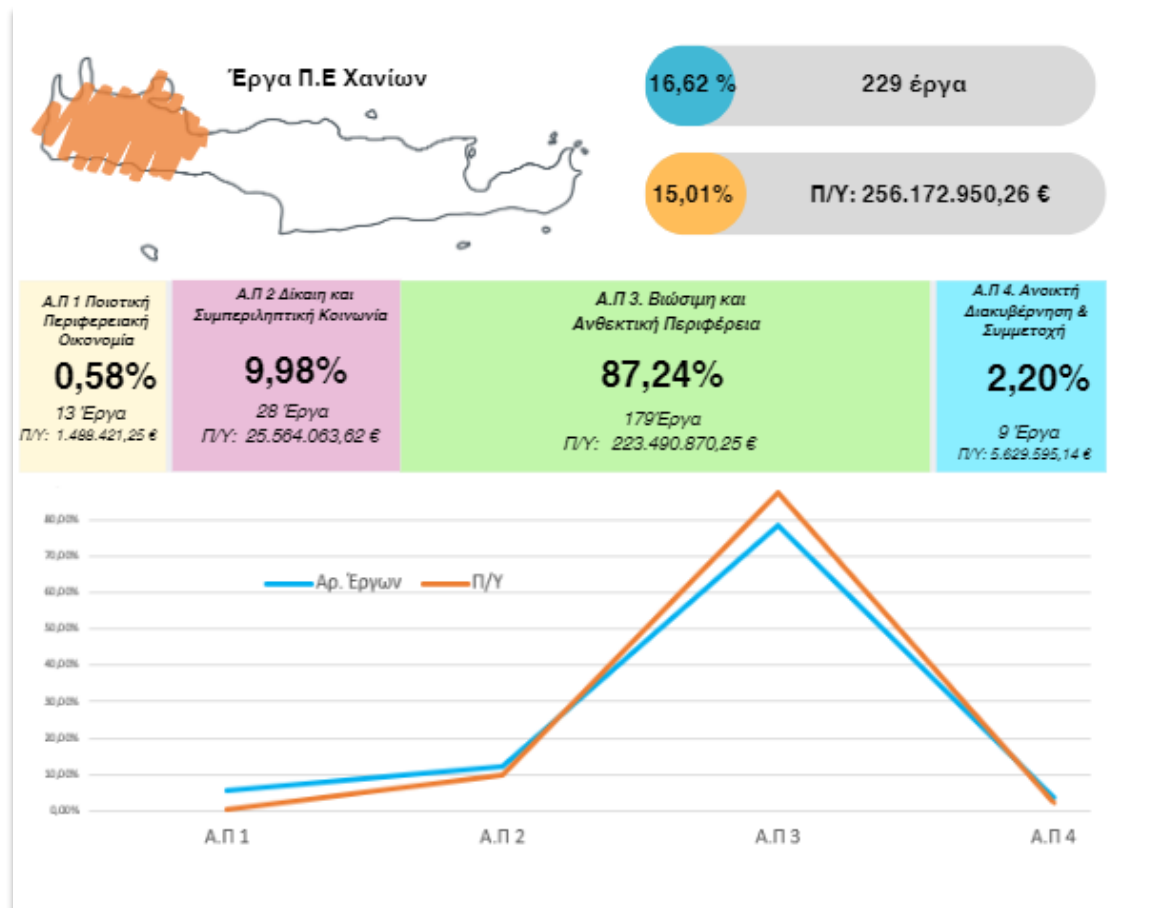 Έργα Π.Ε Χανίων
16,62 %
229 έργα
15,01%
Π/Υ: 256.172.950,26 €
Α.Π 1 Ποιοτική
Περιφερειακή
Οικονομία
0,58%
13 Έργα
Π/Υ: 1.488.421,25 €
Α.Π 2 Δίκαιη και
Συμπεριληπτική Κοινωνία
9,98%
28 Έργα
Π/Υ: 25.564.063,62 €
Α.Π 3. Βιώσιμη και
Ανθεκτική Περιφέρεια
87,24%
179Έργα
Π/Υ: 223.490.870,25 €
Α.Π 4. Ανοικτή
Διακυβέρνηση &
Συμμετοχή
2,20%
9 Έργα
Π/Υ: 5.629.595,14 €
80,00%
70,00%
60,00%
50,00%
40,00%
30,00%
20,00%
10,00%
0,00%
Αρ. Έργων
Π/Υ
Α.Π 1
Α.Π 2
Α.Π 3
Α.Π 4